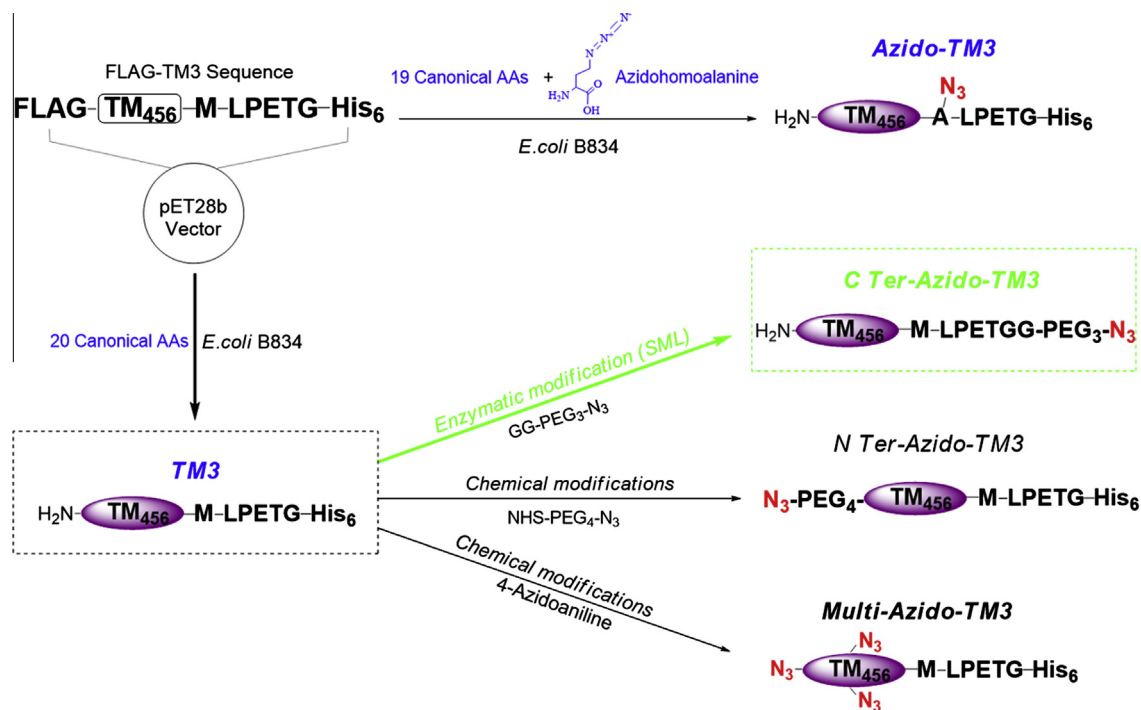 FLAG-TM3 Sequence
FLAG-TM456-M-LPETG-His6
pET28b
Vector
19 Canonical AAs + Azidohomoalanine
N=N=N
H2N
O
OH
E.coli B834
Azido-TM3
N3
H2N-TM456-A-LPETG-His6
20 Canonical AAs E.coli B834
TM3
H2N-TM456-M-LPETG-His6
Enzymatic modification (SML)
GG-PEG3-N3
C Ter-Azido-TM3
H2N-TM456-M-LPETGG-PEG3-N3
Chemical modifications
NHS-PEG4-N3
N Ter-Azido-TM3
N3-PEG4-TM456-M-LPETG-His6
Chemical modifications
4-Azidoaniline
Multi-Azido-TM3
N3
N3-TM456-M-LPETG-His6
N3